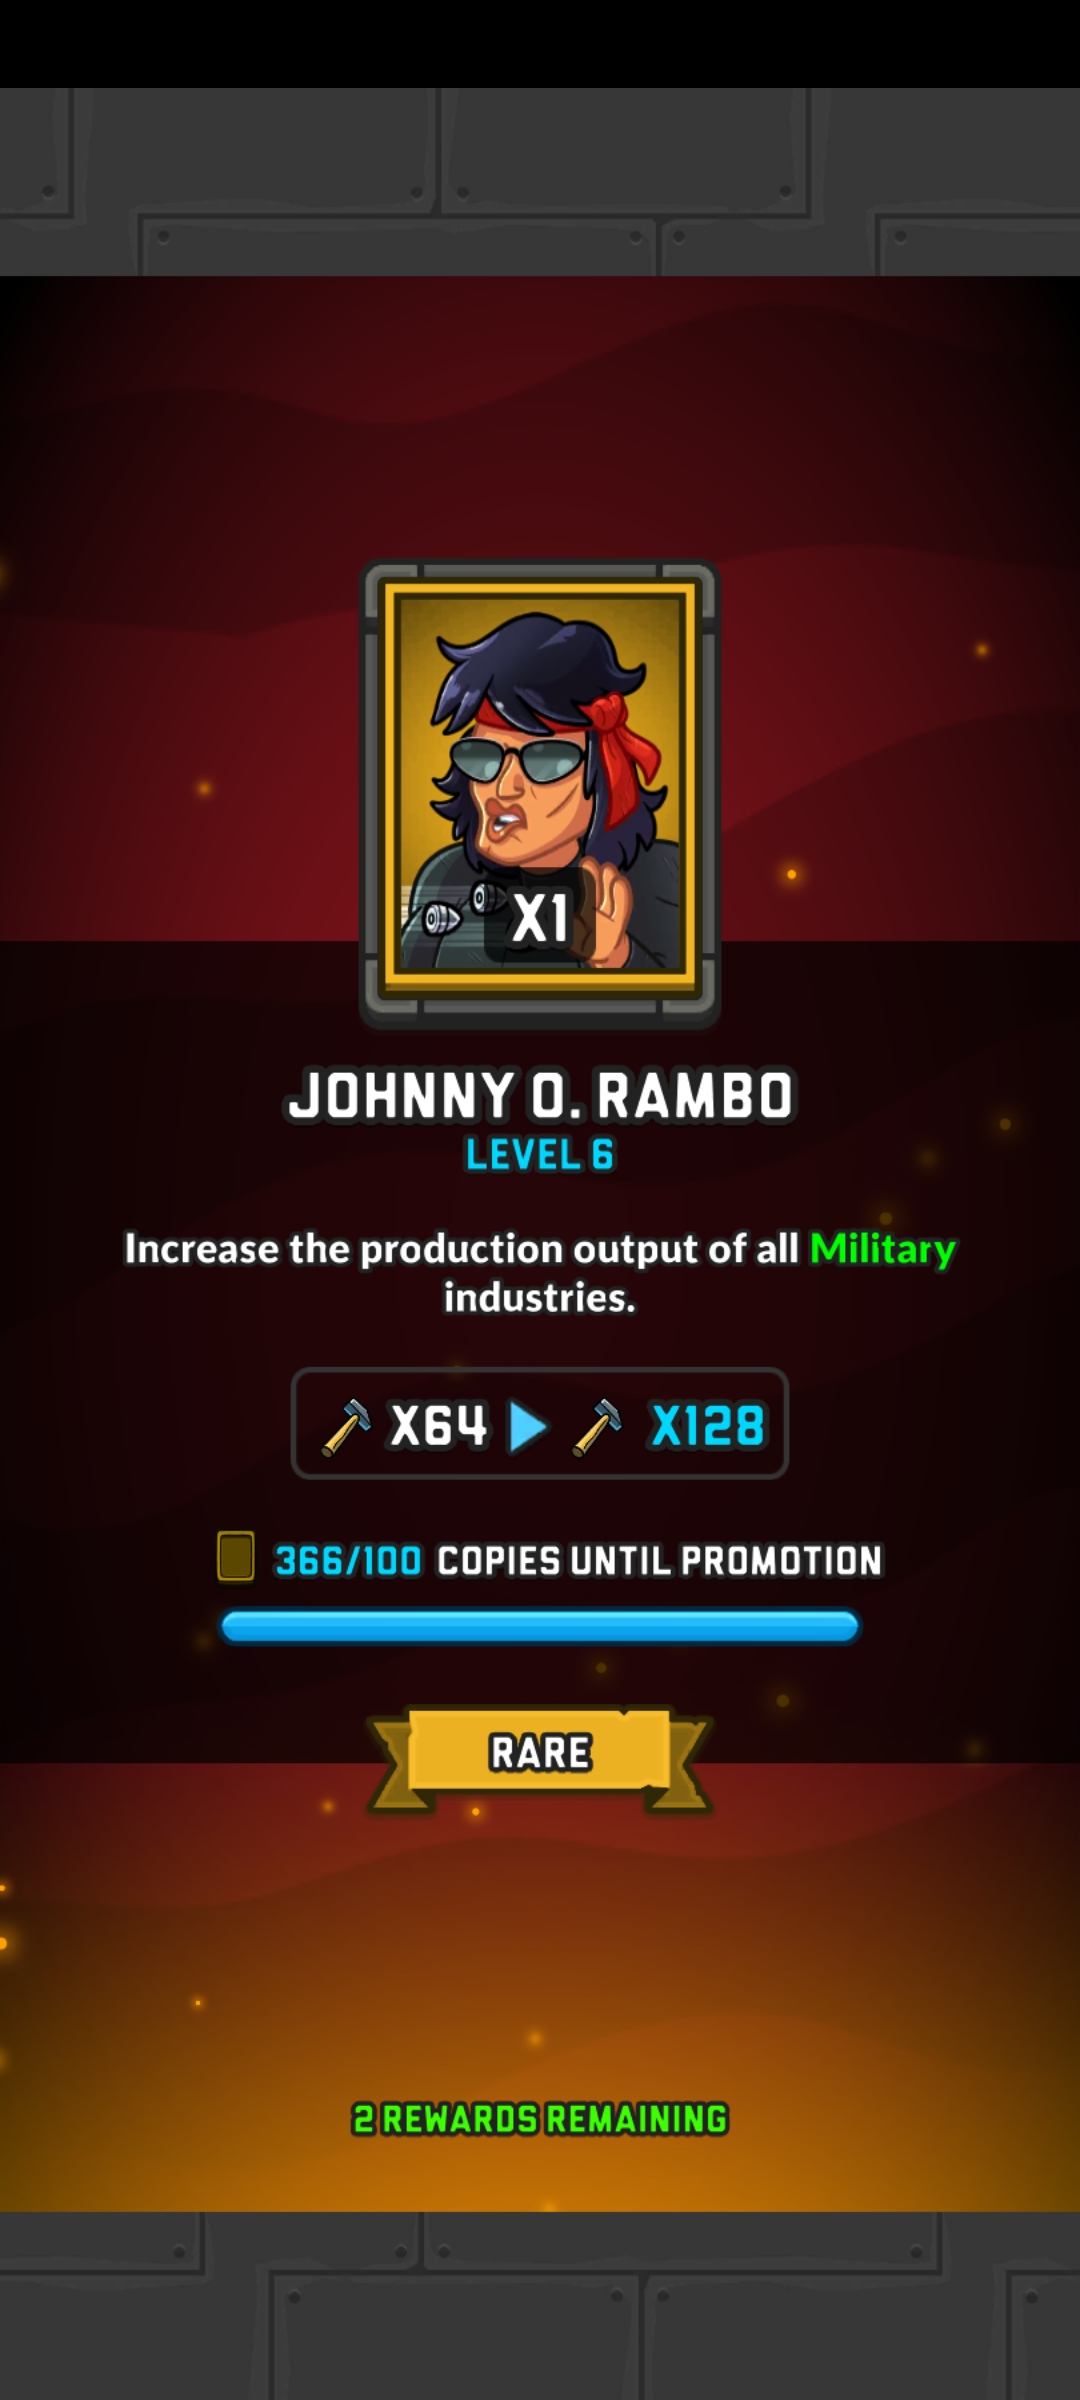 X1
JOHNNY O. RAMBO
LEVEL 6
Increase the production output of all Military
industries.
X64 X128
366/100 COPIES UNTIL PROMOTION
RARE
2 REWARDS REMAINING